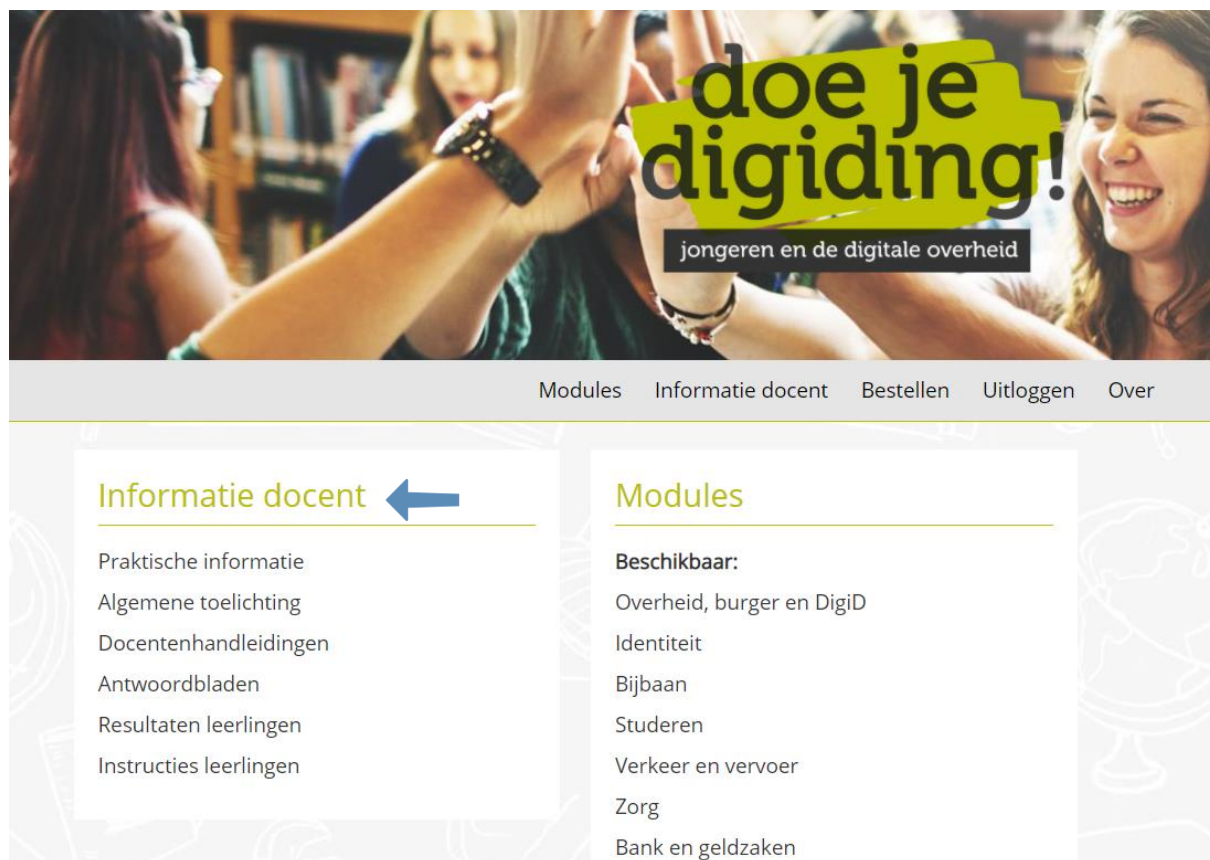 doe je
digiding!
jongeren en de digitale overheid
Modules Informatie docent Bestellen Uitloggen Over
Informatie docent
Praktische informatie
Algemene toelichting
Docentenhandleidingen
Antwoordbladen
Resultaten leerlingen
Instructies leerlingen
Modules
Beschikbaar:
Overheid, burger en DigiD
Identiteit
Bijbaan
Studeren
Verkeer en vervoer
Zorg
Bank en geldzaken